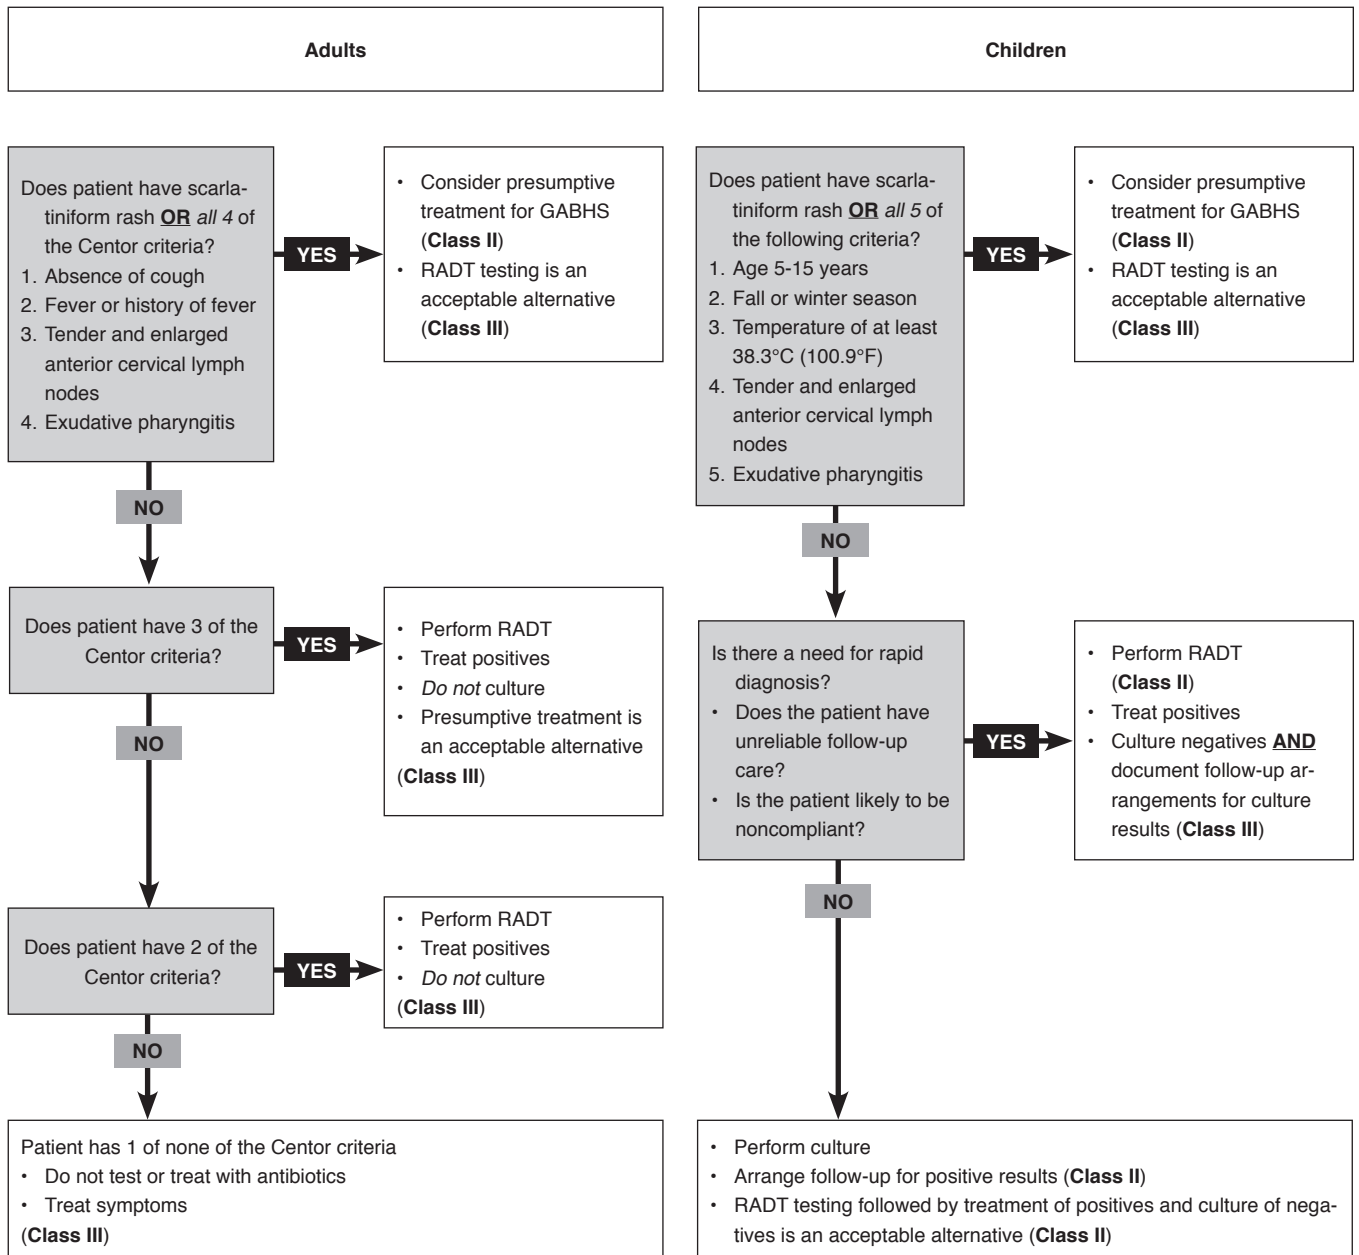 Adults
Does patient have scarla-
tiniform rash OR all 4 of
the Centor criteria?
1. Absence of cough
2. Fever or history of fever
3. Tender and enlarged
anterior cervical lymph
nodes
4. Exudative pharyngitis
YES
• Consider presumptive
treatment for GABHS
(Class II)
• RADT testing is an
acceptable alternative
(Class III)
NO
Does patient have 3 of the
Centor criteria?
YES
• Perform RADT
• Treat positives
• Do not culture
• Presumptive treatment is
an acceptable alternative
(Class III)
NO
Does patient have 2 of the
Centor criteria?
YES
• Perform RADT
• Treat positives
• Do not culture
(Class III)
NO
Patient has 1 of none of the Centor criteria
• Do not test or treat with antibiotics
• Treat symptoms
(Class III)
Children
Does patient have scarla-
tiniform rash OR all 5 of
the following criteria?
1. Age 5-15 years
2. Fall or winter season
3. Temperature of at least
38.3°C (100.9°F)
4. Tender and enlarged
anterior cervical lymph
nodes
5. Exudative pharyngitis
YES
• Consider presumptive
treatment for GABHS
(Class II)
• RADT testing is an
acceptable alternative
(Class III)
NO
Is there a need for rapid
diagnosis?
• Does the patient have
unreliable follow-up
care?
• Is the patient likely to be
noncompliant?
YES
• Perform RADT
(Class II)
• Treat positives
• Culture negatives AND
document follow-up ar-
rangements for culture
results (Class III)
NO
• Perform culture
• Arrange follow-up for positive results (Class II)
• RADT testing followed by treatment of positives and culture of nega-
tives is an acceptable alternative (Class II)